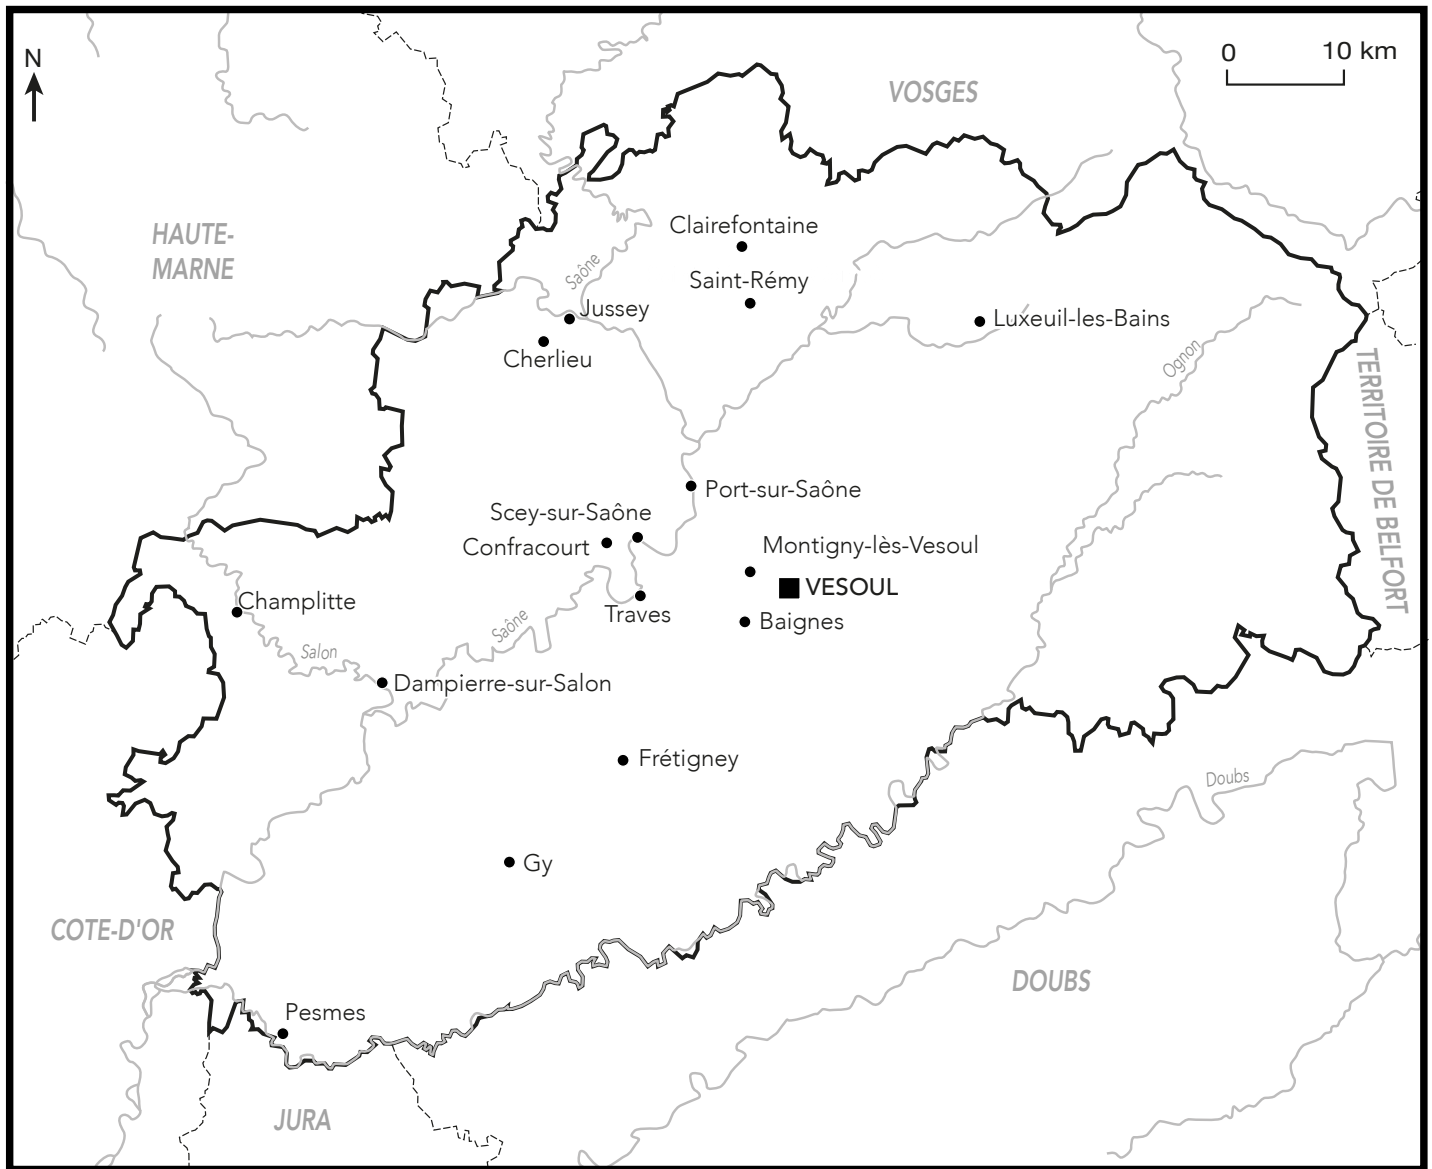 N
0 10 km
VOSGES
HAUTE-
MARNE
Clairefontaine
Saône
Saint-Rémy
Jussey
Luxeuil-les-Bains
Cherlieu
Ognon
TERRITOIRE DE BELFORT
Port-sur-Saône
Scey-sur-Saône
Confracourt
Montigny-lès-Vesoul
VESOUL
Champlitte
Traves
Baignes
Saône
Salon
Dampierre-sur-Salon
Frétigney
Doubs
Gy
COTE-D'OR
DOUBS
Pesmes
JURA